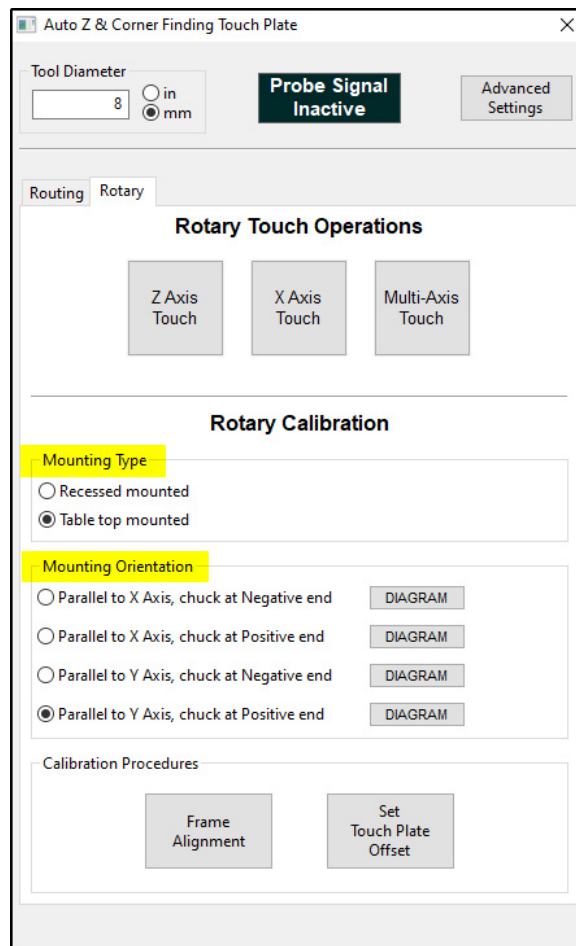 Auto Z & Corner Finding Touch Plate
Tool Diameter
8
in
mm
Probe Signal
Inactive
Advanced
Settings
Routing
Rotary
Rotary Touch Operations
Z Axis
Touch
X Axis
Touch
Multi-Axis
Touch
Rotary Calibration
Mounting Type
Recessed mounted
Table top mounted
Mounting Orientation
Parallel to X Axis, chuck at Negative end DIAGRAM
Parallel to X Axis, chuck at Positive end DIAGRAM
Parallel to Y Axis, chuck at Negative end DIAGRAM
Parallel to Y Axis, chuck at Positive end DIAGRAM
Calibration Procedures
Frame
Alignment
Set
Touch Plate
Offset